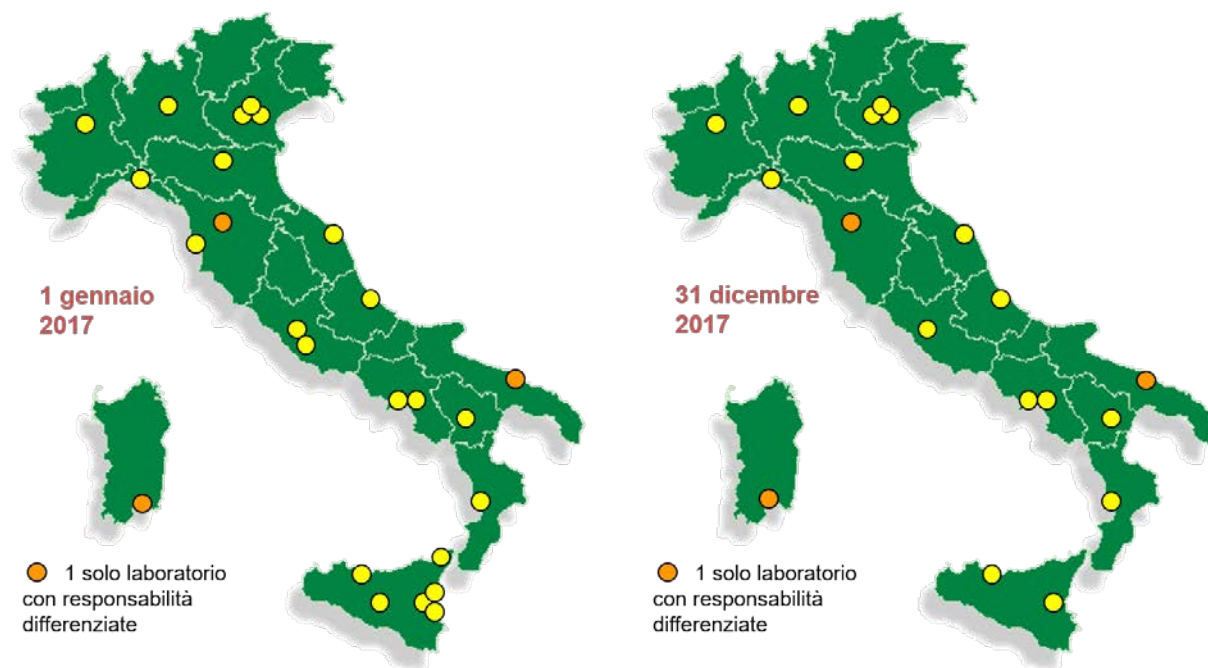 1 gennaio
2017
1 solo laboratorio
con responsabilità
differenziate
31 dicembre
2017
1 solo laboratorio
con responsabilità
differenziate